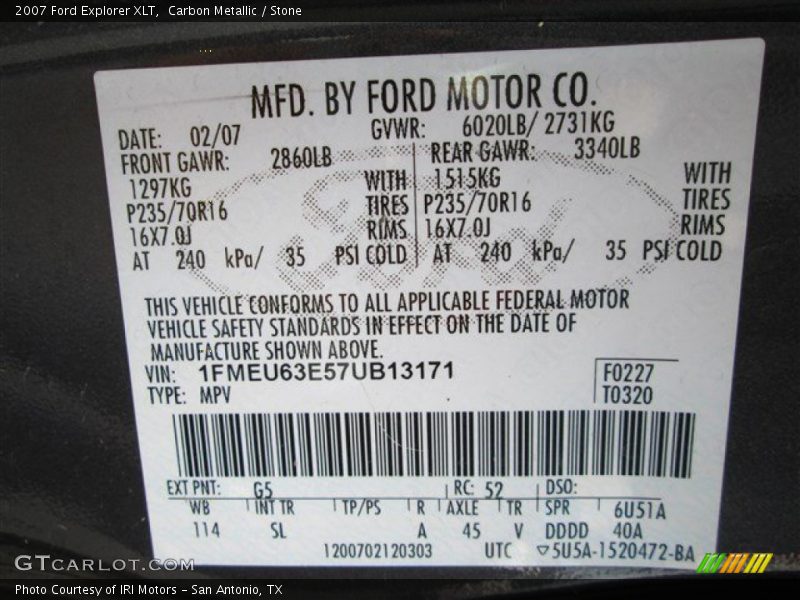 2007 Ford Explorer XLT, Carbon Metallic / Stone
MFD. BY FORD MOTOR CO.
DATE: 02/07 GVWR: 6020LB/ 2731KG
FRONT GAWR: 2860LB REAR GAWR: 3340LB
1297KG WITH 1515KG WITH
P235/70R16 TIRES P235/70R16 TIRES
16X7.0J RIMS 16X7.0J RIMS
AT 240 kPa/ 35 PSI COLD AT 240 kPa/ 35 PSI COLD
Ford
THIS VEHICLE CONFORMS TO ALL APPLICABLE FEDERAL MOTOR
VEHICLE SAFETY STANDARDS IN EFFECT ON THE DATE OF
MANUFACTURE SHOWN ABOVE.
VIN: 1FMEU63E57UB13171 F0227
TYPE: MPV T0320
EXT PNT: G5 RC: 52 DSO:
WB INT TR TP/PS R AXLE TR SPR 6U51A
114 SL A 45 V DDDD 40A
1200702120303 UTC ▽5U5A-1520472-BA
GTCARLOT.COM
Photo Courtesy of IRI Motors – San Antonio, TX